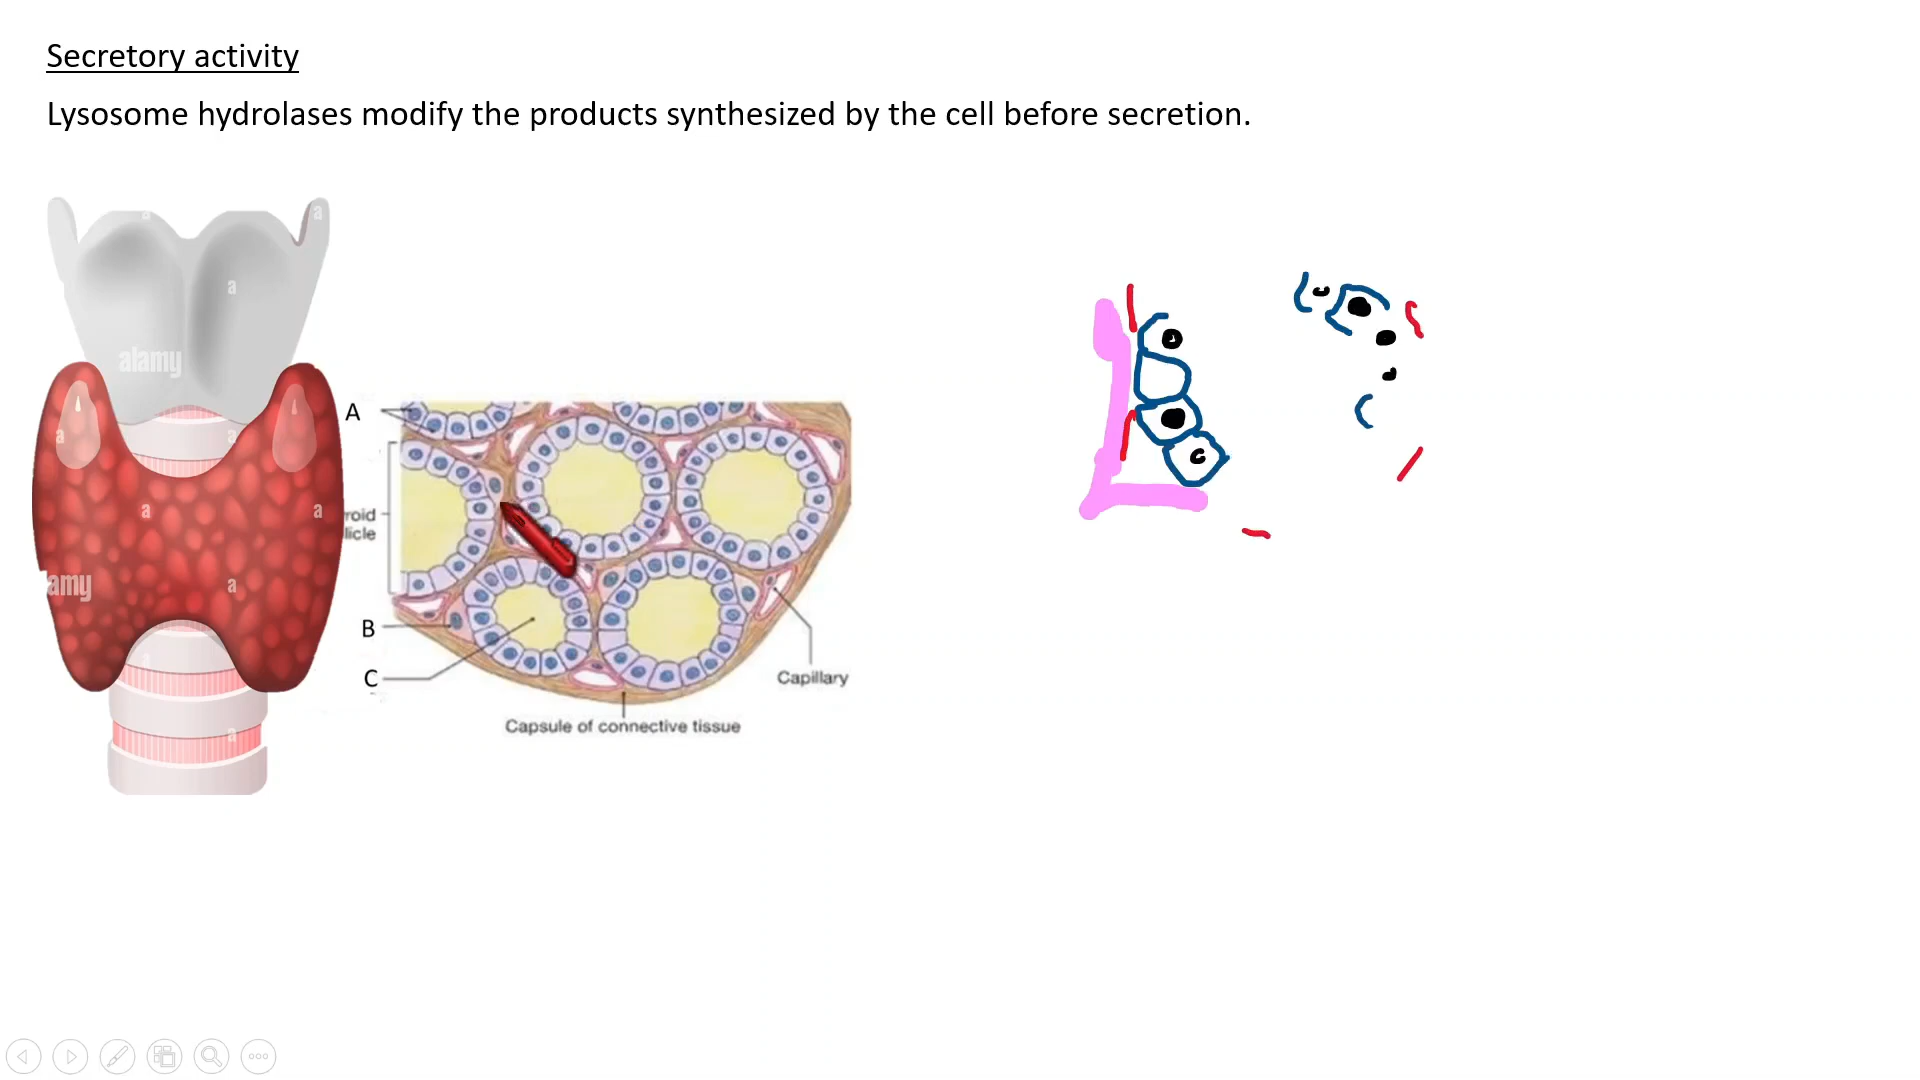 Secretory activity
Lysosome hydrolases modify the products synthesized by the cell before secretion.
a
a
a
alamy
A
a
a
a
a
roid
licle
amy
a
B
a
C
Capillary
Capsule of connective tissue
a